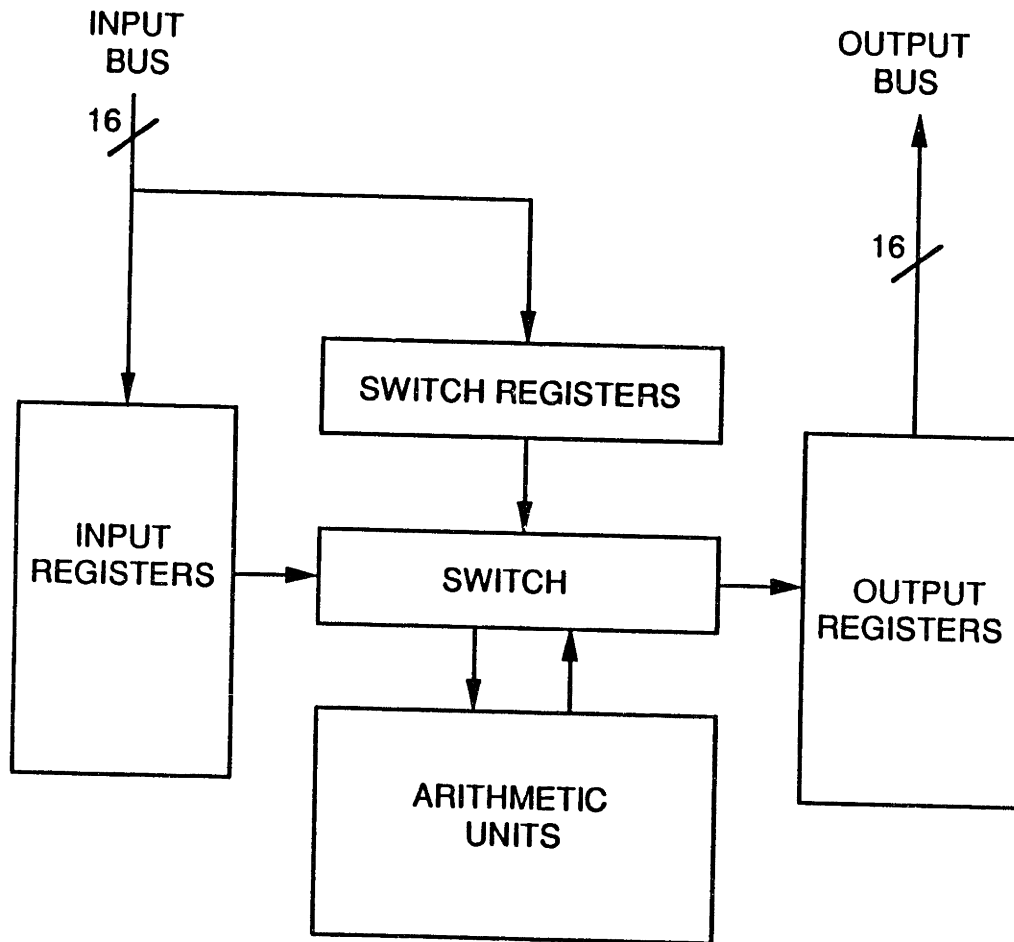 INPUT
BUS
16
OUTPUT
BUS
16
SWITCH REGISTERS
INPUT
REGISTERS
SWITCH
OUTPUT
REGISTERS
ARITHMETIC
UNITS